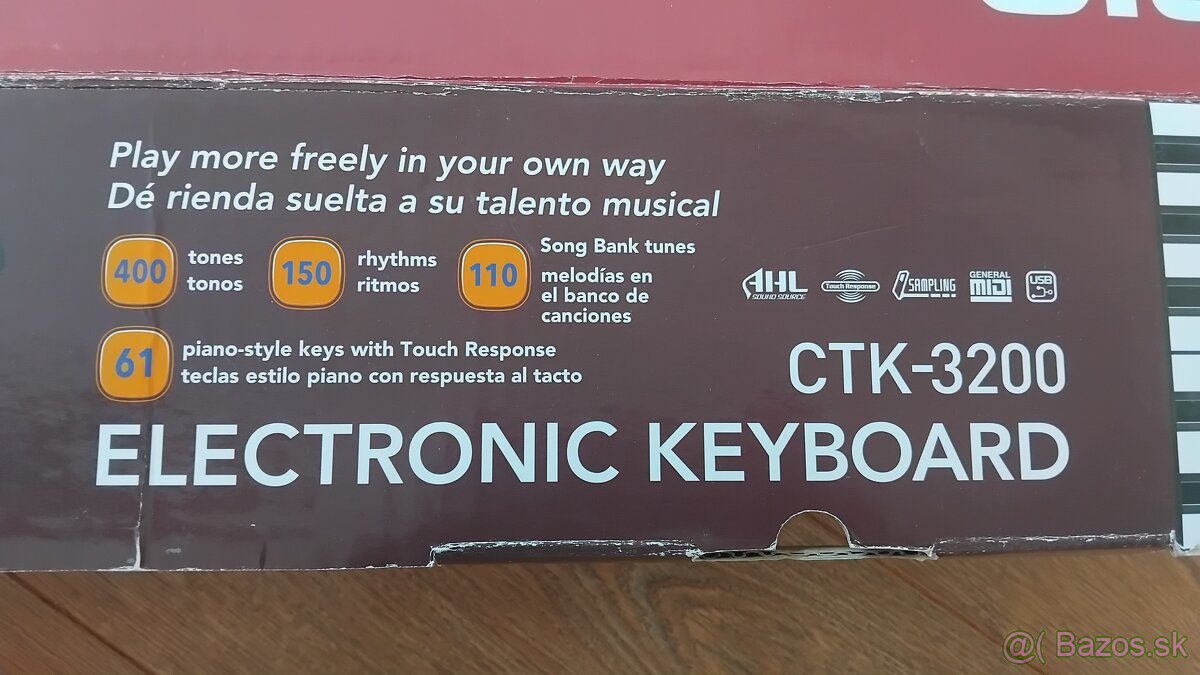 Play more freely in your own way
Dé rienda suelta a su talento musical
400 tones
tonos
150 rhythms
ritmos
110 Song Bank tunes
melodías en
el banco de
canciones
AHL
SOUND SOURCE
Touch Response
SAMPLING
GENERAL
MIDI
USB
61 piano-style keys with Touch Response
teclas estilo piano con respuesta al tacto
CTK-3200
ELECTRONIC KEYBOARD
@( Bazos.sk